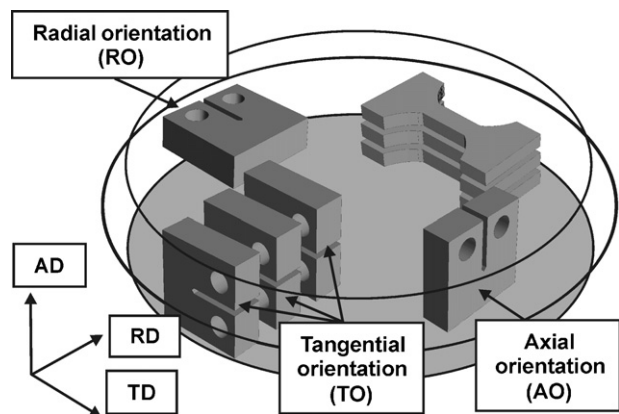 Radial orientation
(RO)
AD
RD
TD
Tangential
orientation
(TO)
Axial
orientation
(AO)